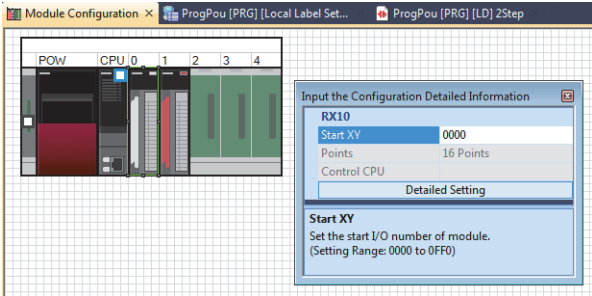 Module Configuration
ProgPou [PRG] [Local Label Set...
ProgPou [PRG] [LD] 2Step
POW CPU 0 1 2 3 4
Input the Configuration Detailed Information
RX10
Start XY 0000
Points 16 Points
Control CPU
Detailed Setting
Start XY
Set the start I/O number of module.
(Setting Range: 0000 to 0FF0)